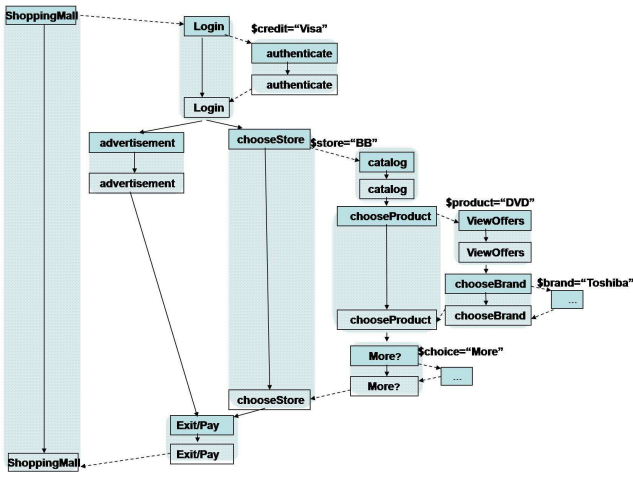 ShoppingMall
Login
$credit="Visa"
authenticate
authenticate
Login
advertisement
chooseStore
$store="BB"
catalog
advertisement
catalog
$product="DVD"
chooseProduct
ViewOffers
ViewOffers
chooseBrand
$brand="Toshiba"
...
chooseBrand
chooseProduct
More?
$choice="More"
...
More?
chooseStore
Exit/Pay
Exit/Pay
ShoppingMall